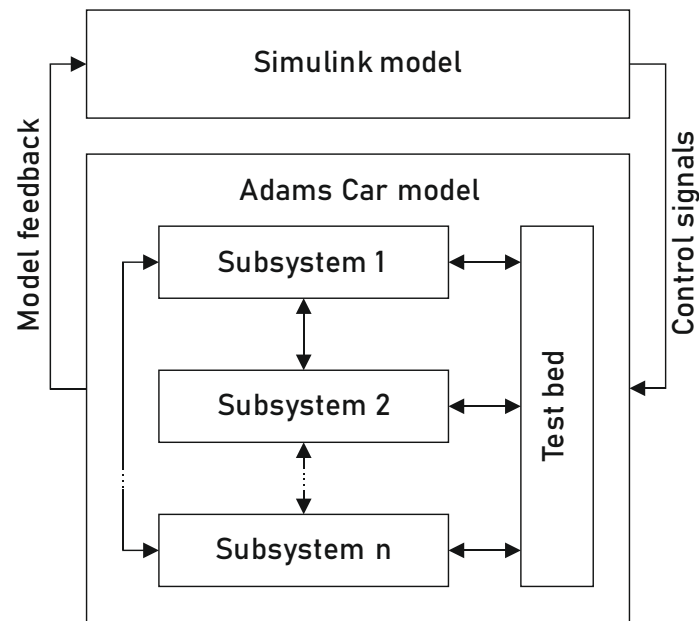 Simulink model
Model feedback
Control signals
Adams Car model
Subsystem 1
Subsystem 2
Subsystem n
Test bed